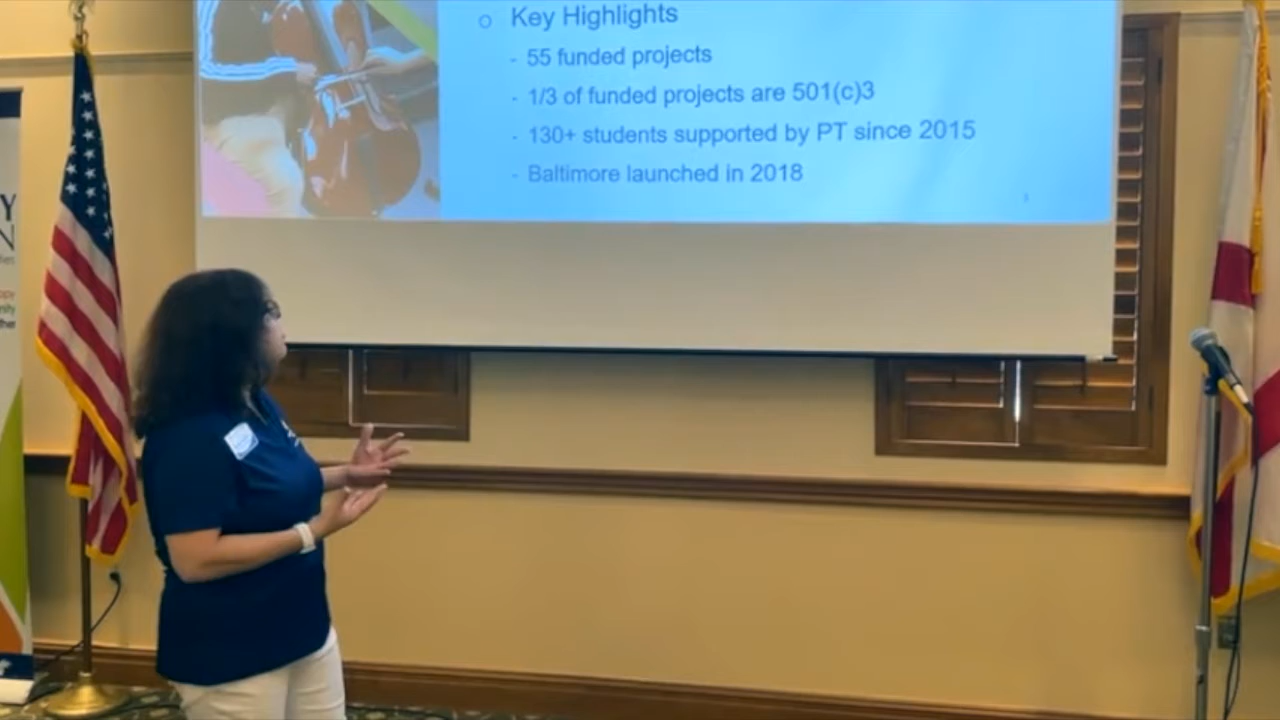 Key Highlights
- 55 funded projects
- 1/3 of funded projects are 501(c)3
- 130+ students supported by PT since 2015
- Baltimore launched in 2018
Y
N